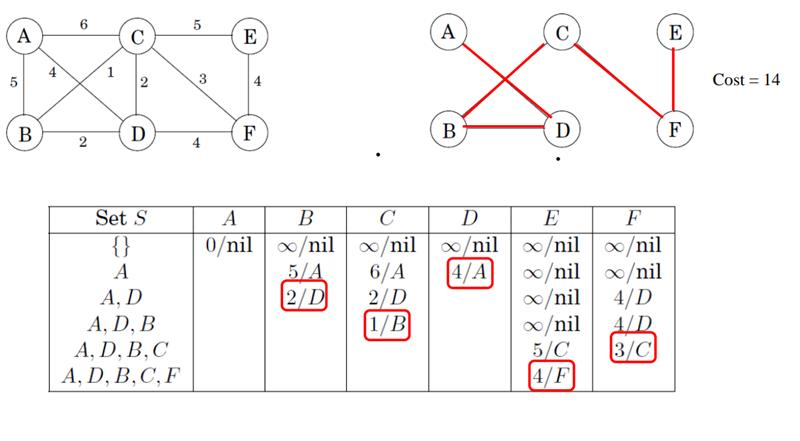 A 6 C 5 E
5 4 1 2 3 4
B 2 D 4 F
A C E
Cost = 14
B D F
Set S A B C D E F
{} 0/nil ∞/nil ∞/nil ∞/nil ∞/nil ∞/nil
A 5/A 6/A 4/A ∞/nil ∞/nil
A, D 2/D 2/D ∞/nil 4/D
A, D, B 1/B ∞/nil 4/D
A, D, B, C 5/C 3/C
A, D, B, C, F 4/F